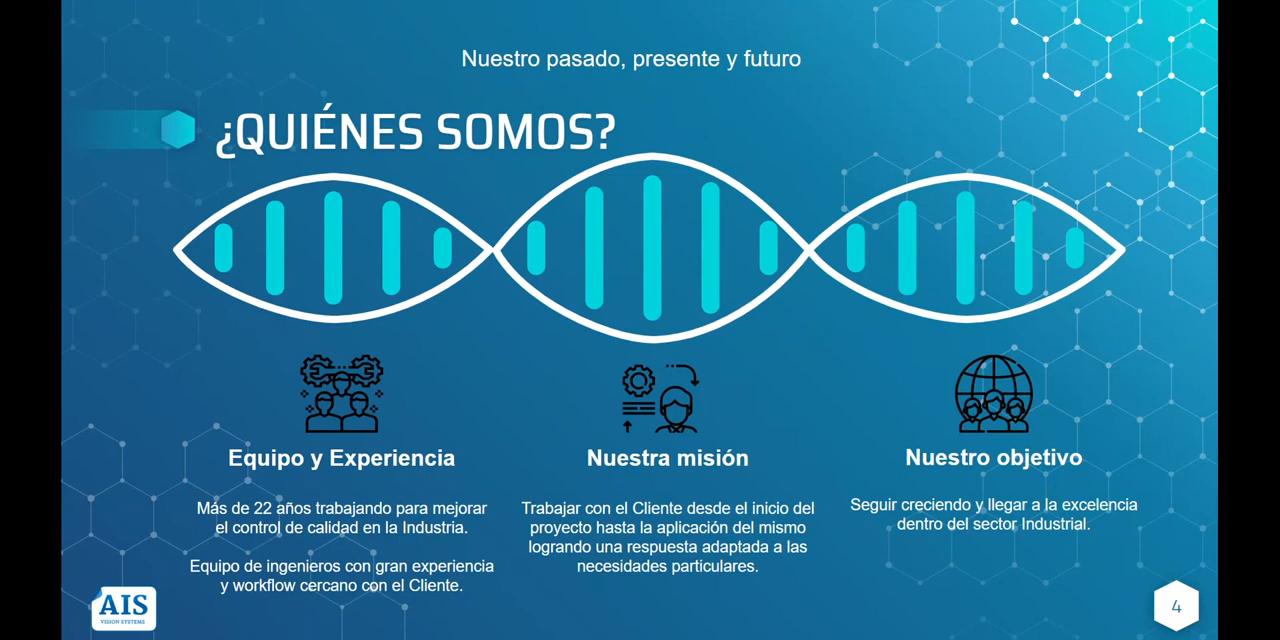 Nuestro pasado, presente y futuro
¿QUIÉNES SOMOS?
Equipo y Experiencia
Más de 22 años trabajando para mejorar
el control de calidad en la Industria.
Equipo de ingenieros con gran experiencia
y workflow cercano con el Cliente.
Nuestra misión
Trabajar con el Cliente desde el inicio del
proyecto hasta la aplicación del mismo
logrando una respuesta adaptada a las
necesidades particulares.
Nuestro objetivo
Seguir creciendo y llegar a la excelencia
dentro del sector Industrial.
AIS
VISION SYSTEMS
4